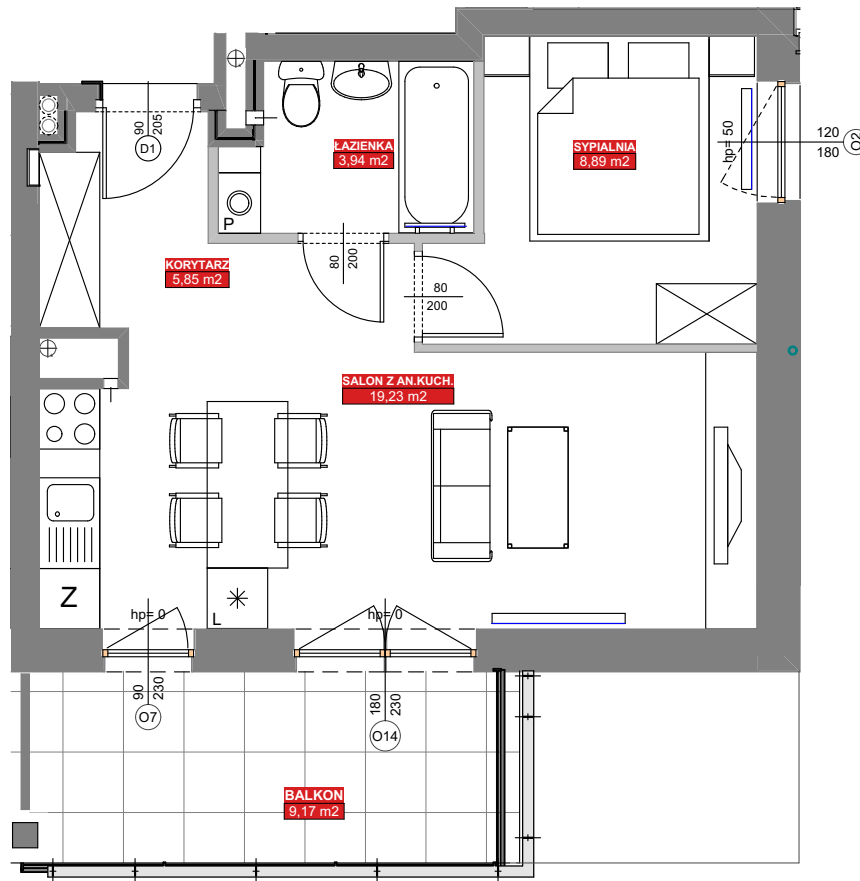 90
205
D1
ŁAZIENKA
3,94 m2
SYPIALNIA
8,89 m2
hp= 50
120
180
O2
P
KORYTARZ
5,85 m2
80
200
80
200
SALON Z AN.KUCH.
19,23 m2
Z
L
hp= 0
hp= 0
90
230
O7
180
230
O14
BALKON
9,17 m2